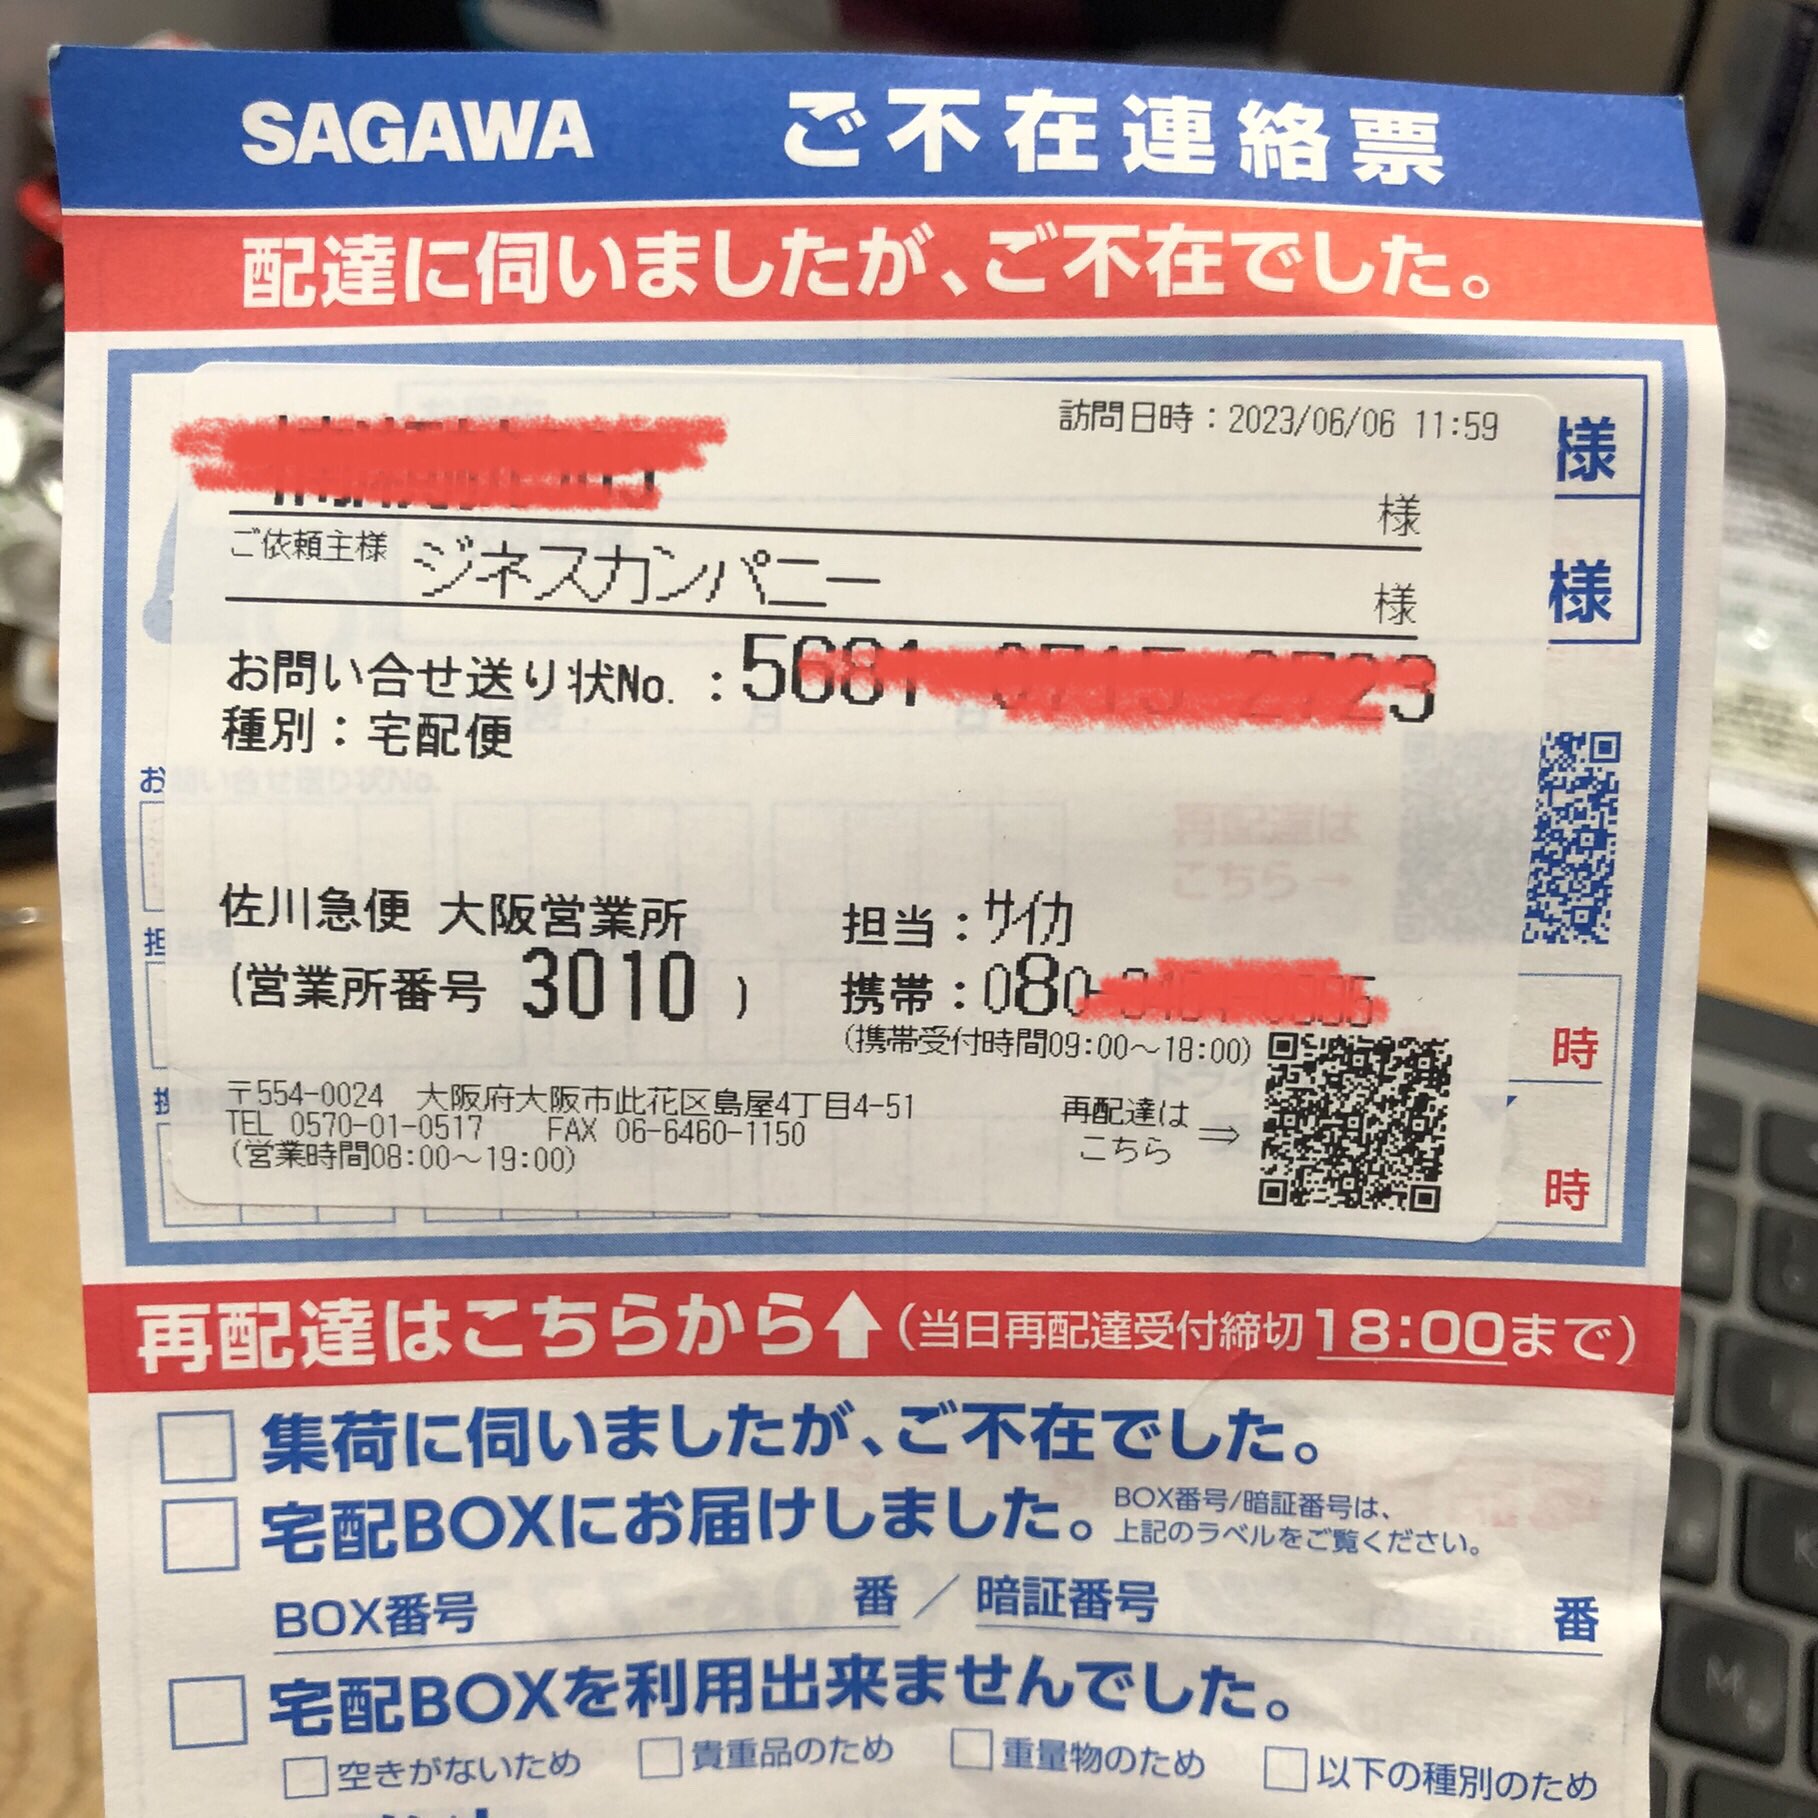 SAGAWA ご不在連絡票
配達に伺いましたが、ご不在でした。
訪問日時：2023/06/06 11:59
様
様
ご依頼主様 ジネスカンパニー 様
様
お問い合せ送り状No.：5681
種別：宅配便
お
再配達は
こちら→
佐川急便 大阪営業所
担当：サイカ
(営業所番号 3010 )
携帯：080-
(携帯受付時間09:00～18:00)
担
時
携
〒554-0024 大阪府大阪市此花区島屋4丁目4-51
TEL 0570-01-0517 FAX 06-6460-1150
(営業時間08:00～19:00)
再配達は
こちら ⇒
時
再配達はこちらから↑(当日再配達受付締切18:00まで)
□ 集荷に伺いましたが、ご不在でした。
□ 宅配BOXにお届けしました。 BOX番号/暗証番号は、
上記のラベルをご覧ください。
BOX番号 番 ／ 暗証番号 番
□ 宅配BOXを利用出来ませんでした。
□空きがないため □貴重品のため □重量物のため □以下の種別のため